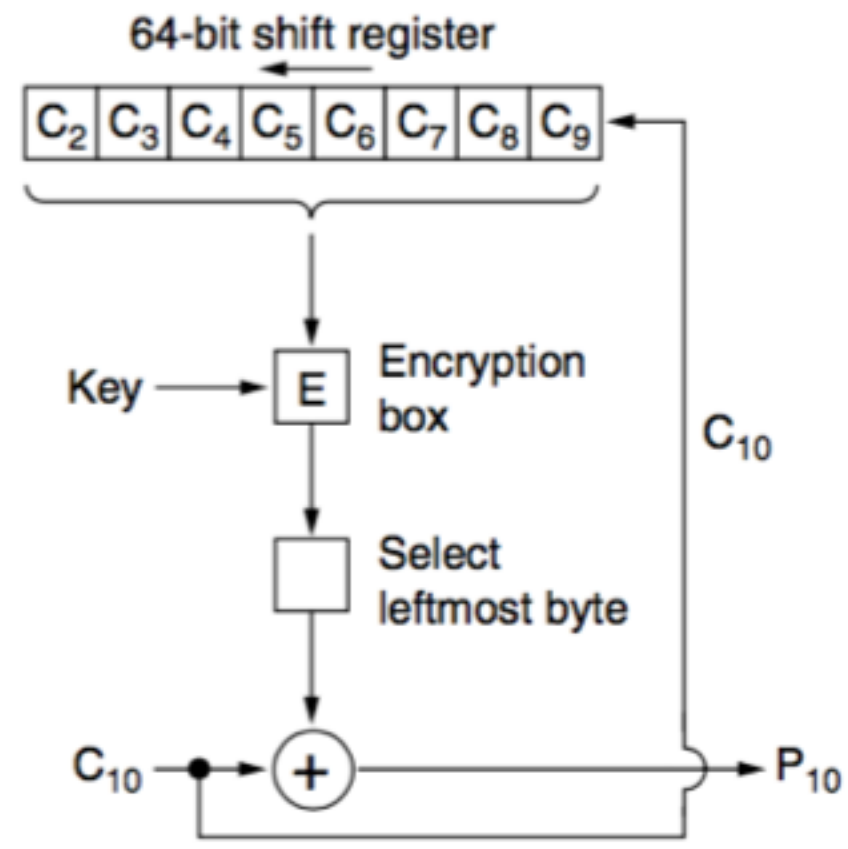 64-bit shift register
C₂ C₃ C₄ C₅ C₆ C₇ C₈ C₉
Key
E
Encryption
box
C₁₀
Select
leftmost byte
C₁₀
+
P₁₀